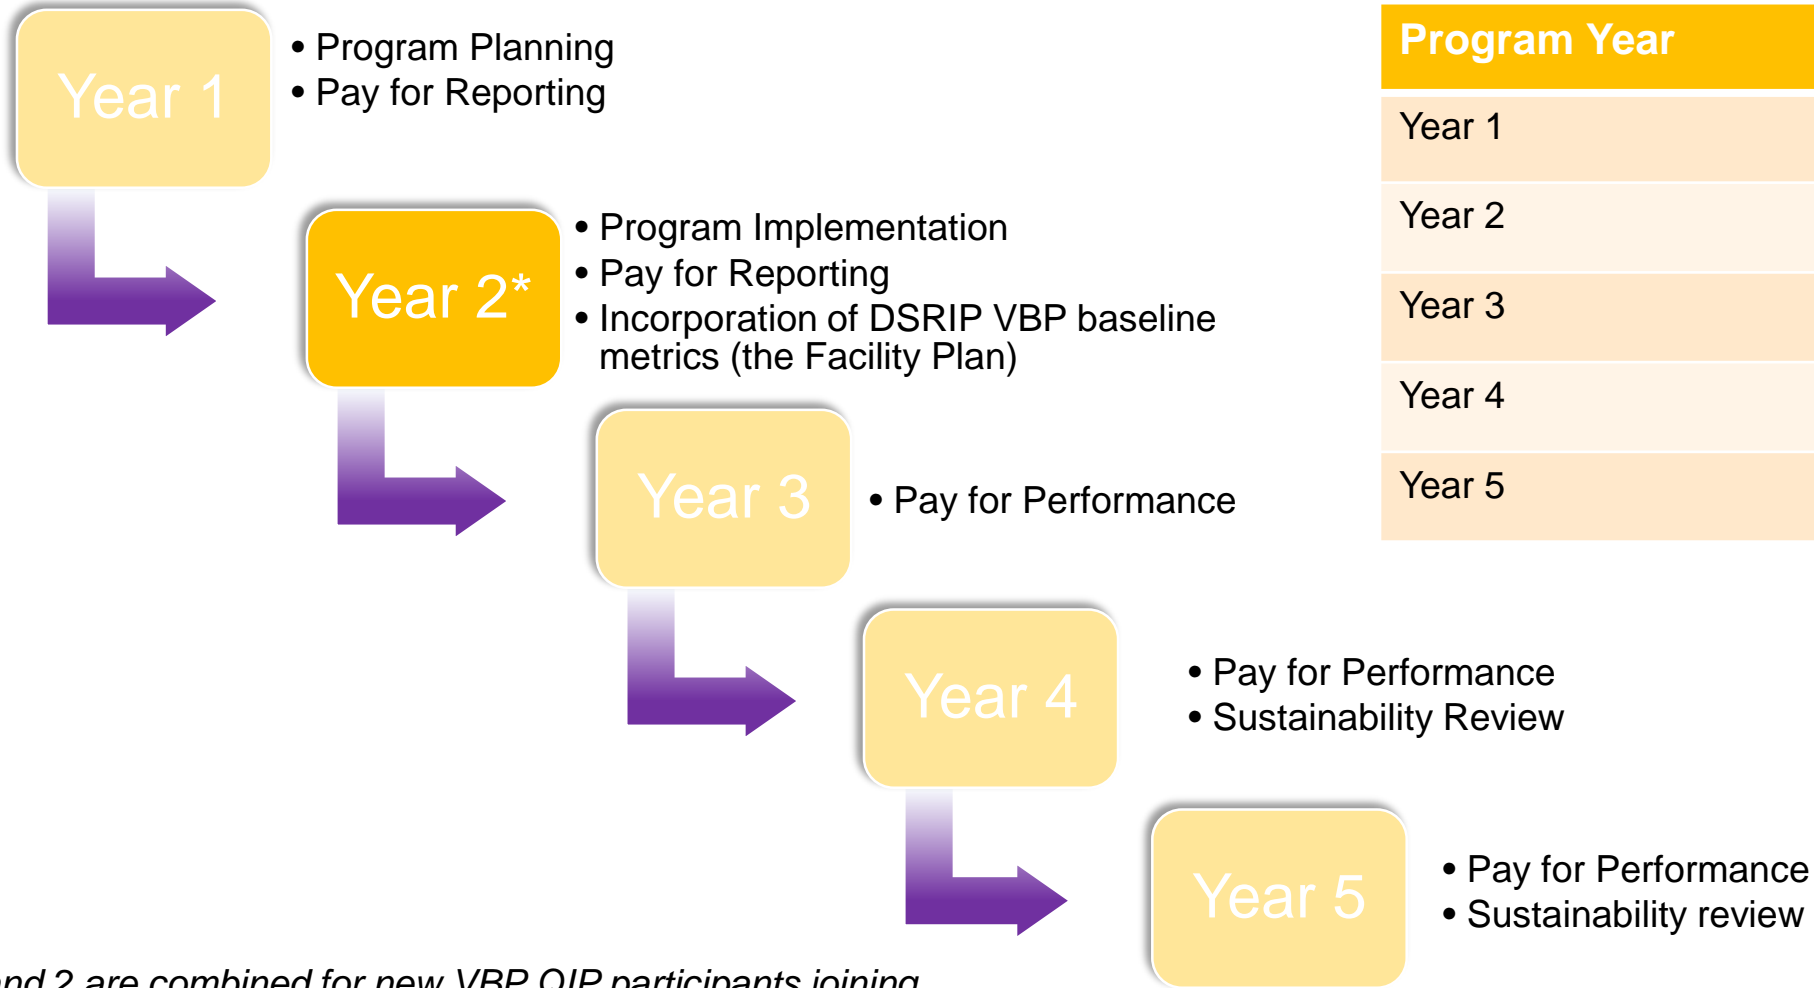 Year 1
• Program Planning
• Pay for Reporting
Year 2*
• Program Implementation
• Pay for Reporting
• Incorporation of DSRIP VBP baseline
metrics (the Facility Plan)
Year 3
• Pay for Performance
Year 4
• Pay for Performance
• Sustainability Review
Year 5
• Pay for Performance
• Sustainability review
Program Year
Year 1
Year 2
Year 3
Year 4
Year 5
and 2 are combined for new VBP QIP participants joining